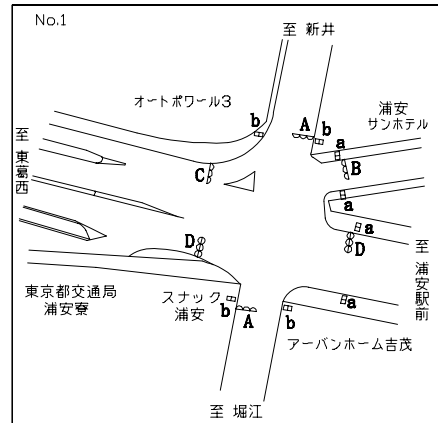 No.1
至 新井
オートポワール3
浦安
サンホテル
至 東葛西
b
A
b
a
C
B
a
a
D
D
至 浦安駅前
東京都交通局
浦安寮
スナック
浦安
b
A
b
a
アーバンホーム吉茂
至 堀江